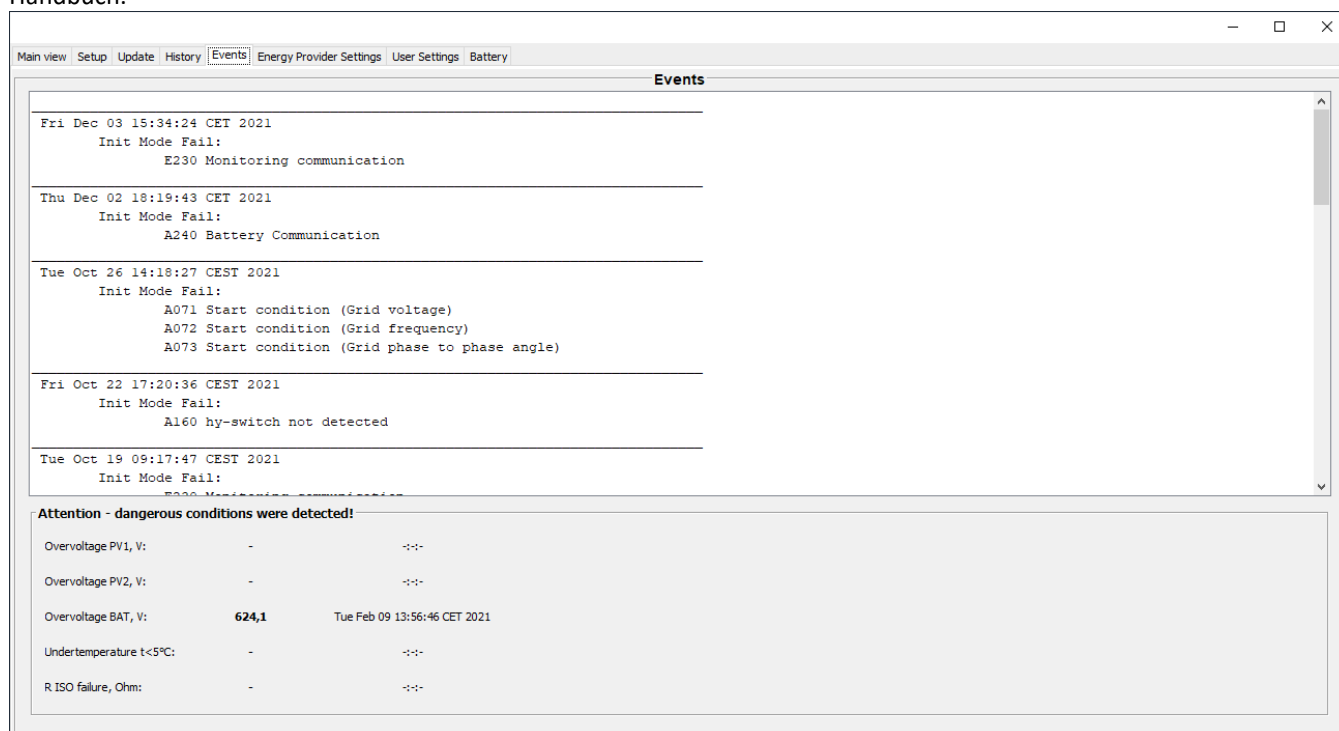 Handbuch.
Main view Setup Update History Events Energy Provider Settings User Settings Battery
Events
Fri Dec 03 15:34:24 CET 2021
Init Mode Fail:
E230 Monitoring communication
Thu Dec 02 18:19:43 CET 2021
Init Mode Fail:
A240 Battery Communication
Tue Oct 26 14:18:27 CEST 2021
Init Mode Fail:
A071 Start condition (Grid voltage)
A072 Start condition (Grid frequency)
A073 Start condition (Grid phase to phase angle)
Fri Oct 22 17:20:36 CEST 2021
Init Mode Fail:
A160 hy-switch not detected
Tue Oct 19 09:17:47 CEST 2021
Init Mode Fail:
E230 Monitoring communication
Attention - dangerous conditions were detected!
Overvoltage PV1, V: - -:-:-
Overvoltage PV2, V: - -:-:-
Overvoltage BAT, V: 624,1 Tue Feb 09 13:56:46 CET 2021
Undertemperature t<5°C: - -:-:-
R ISO failure, Ohm: - -:-:-